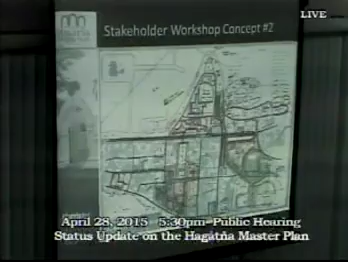 LIVE
Stakeholder Workshop Concept #2
April 28, 2015 5:30pm Public Hearing
Status Update on the Hagåtña Master Plan